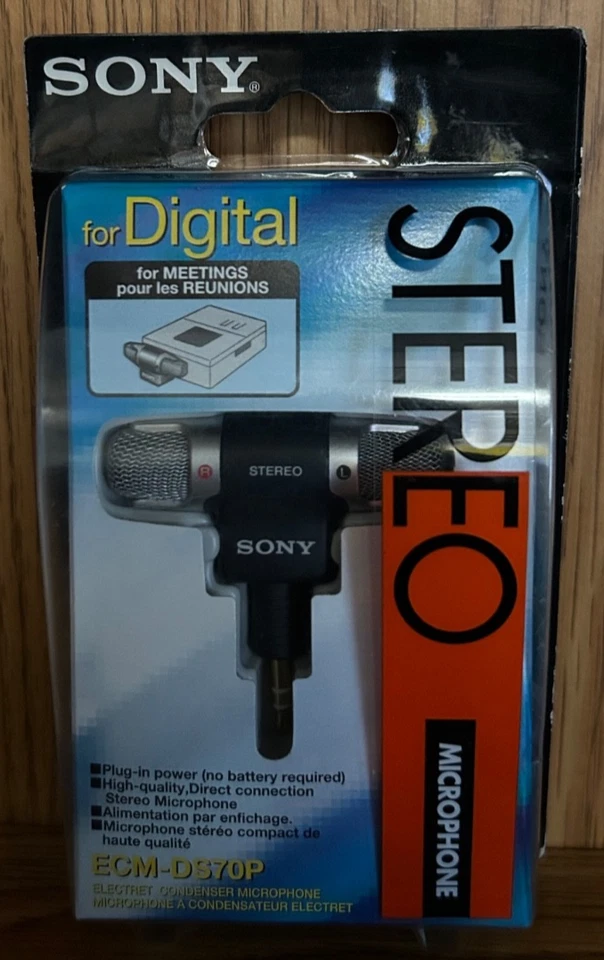 SONY®
for Digital
for MEETINGS
pour les REUNIONS
STEREO
R STEREO L
SONY
MICROPHONE
■Plug-in power (no battery required)
■High-quality,Direct connection
Stereo Microphone
■Alimentation par enfichage.
■Microphone stéréo compact de
haute qualité
ECM-DS70P
ELECTRET CONDENSER MICROPHONE
MICROPHONE À CONDENSATEUR ELECTRET